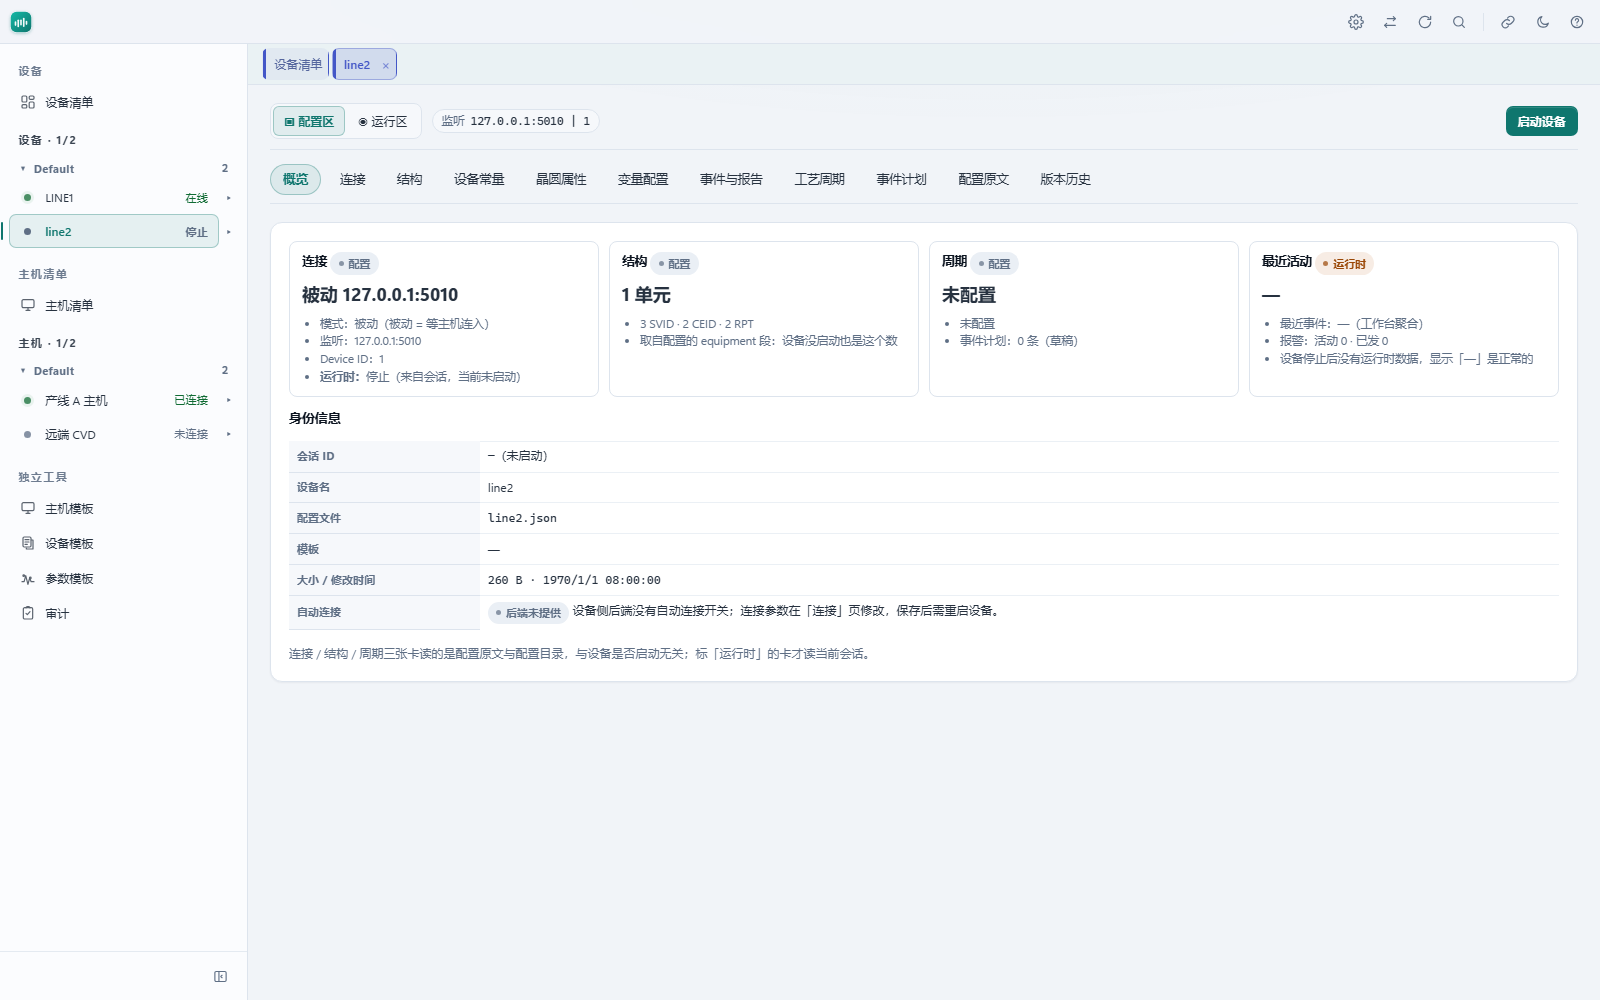 设备
设备清单
设备 · 1/2
Default 2
LINE1 在线
line2 停止
主机清单
主机清单
主机 · 1/2
Default 2
产线 A 主机 已连接
远端 CVD 未连接
独立工具
主机模板
设备模板
参数模板
审计
设备清单 line2 ×
配置区 运行区 监听 127.0.0.1:5010 | 1 启动设备
概览 连接 结构 设备常量 晶圆属性 变量配置 事件与报告 工艺周期 事件计划 配置原文 版本历史
连接 配置
被动 127.0.0.1:5010
模式：被动（被动 = 等主机连入）
监听：127.0.0.1:5010
Device ID：1
运行时：停止（来自会话，当前未启动）
结构 配置
1 单元
3 SVID · 2 CEID · 2 RPT
取自配置的 equipment 段：设备没启动也是这个数
周期 配置
未配置
未配置
事件计划：0 条（草稿）
最近活动 运行时
—
最近事件：—（工作台聚合）
报警：活动 0 · 已发 0
设备停止后没有运行时数据，显示「—」是正常的
身份信息
会话 ID —（未启动）
设备名 line2
配置文件 line2.json
模板 —
大小 / 修改时间 260 B · 1970/1/1 08:00:00
自动连接 后端未提供 设备侧后端没有自动连接开关；连接参数在「连接」页修改，保存后需重启设备。
连接 / 结构 / 周期三张卡读的是配置原文与配置目录，与设备是否启动无关；标「运行时」的卡才读当前会话。